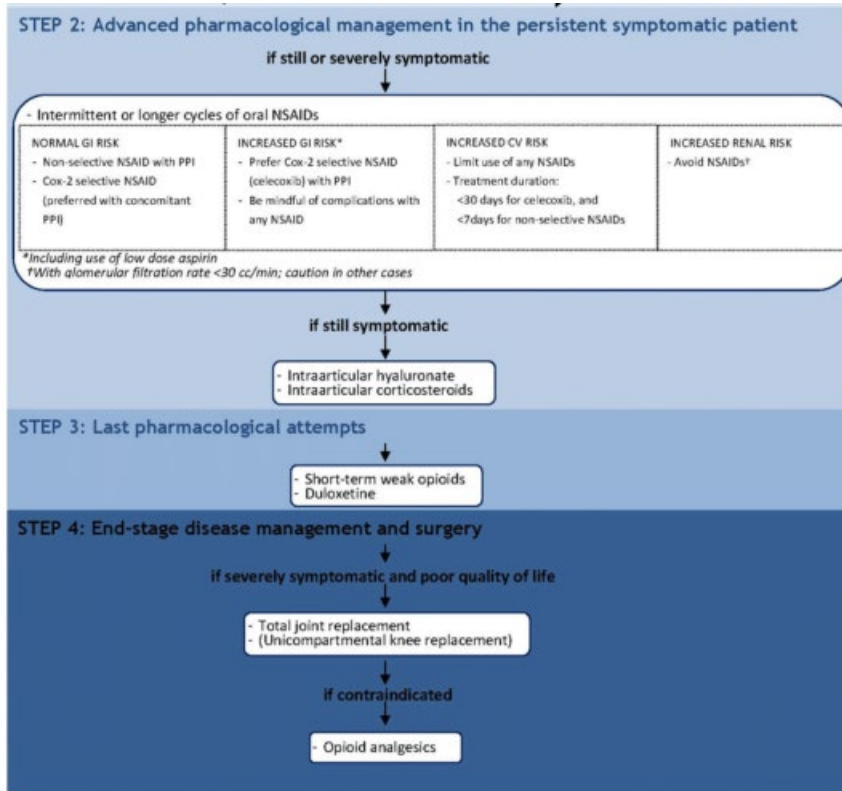 STEP 2: Advanced pharmacological management in the persistent symptomatic patient
if still or severely symptomatic
- Intermittent or longer cycles of oral NSAIDs
NORMAL GI RISK
- Non-selective NSAID with PPI
- Cox-2 selective NSAID
(preferred with concomitant
PPI)
INCREASED GI RISK*
- Prefer Cox-2 selective NSAID
(celecoxib) with PPI
- Be mindful of complications with
any NSAID
INCREASED CV RISK
- Limit use of any NSAIDs
- Treatment duration:
<30 days for celecoxib, and
<7days for non-selective NSAIDs
INCREASED RENAL RISK
- Avoid NSAIDs†
*Including use of low dose aspirin
†With glomerular filtration rate <30 cc/min; caution in other cases
if still symptomatic
- Intraarticular hyaluronate
- Intraarticular corticosteroids
STEP 3: Last pharmacological attempts
- Short-term weak opioids
- Duloxetine
STEP 4: End-stage disease management and surgery
if severely symptomatic and poor quality of life
- Total joint replacement
- (Unicompartmental knee replacement)
if contraindicated
- Opioid analgesics